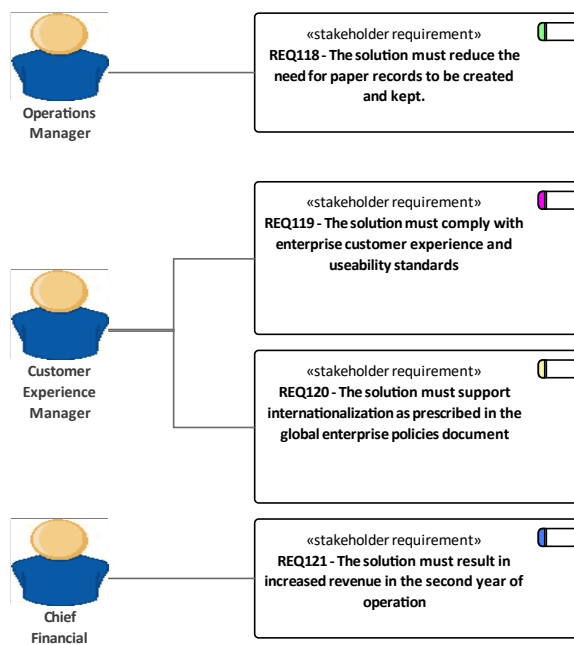 «stakeholder requirement»
REQ118 - The solution must reduce the
need for paper records to be created
and kept.
Operations
Manager
«stakeholder requirement»
REQ119 - The solution must comply with
enterprise customer experience and
useability standards
Customer
Experience
Manager
«stakeholder requirement»
REQ120 - The solution must support
internationalization as prescribed in the
global enterprise policies document
«stakeholder requirement»
REQ121 - The solution must result in
increased revenue in the second year of
operation
Chief
Financial